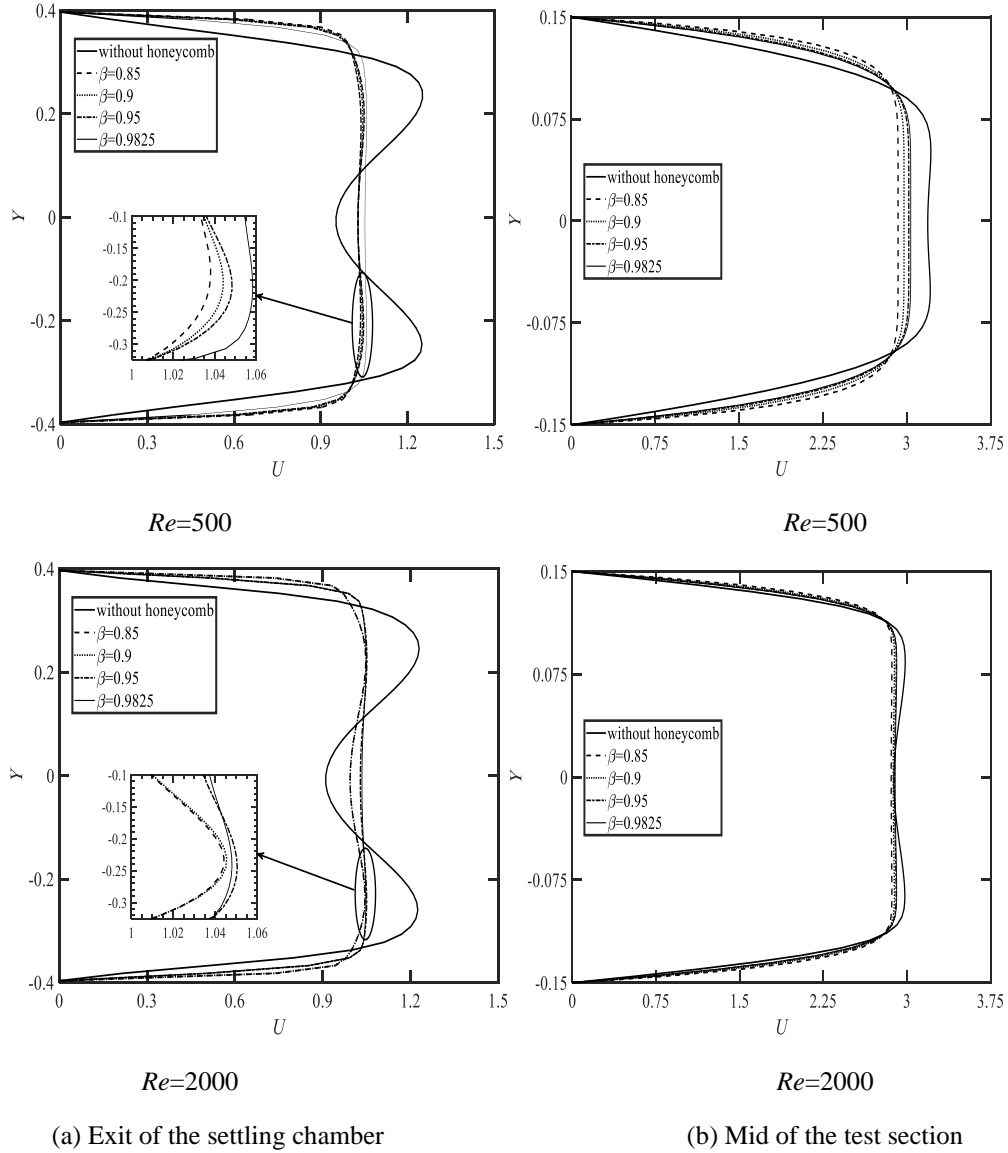 0.4
0.2
0
-0.2
-0.4
Y
without honeycomb
β=0.85
β=0.9
β=0.95
β=0.9825
-0.1
-0.15
-0.2
-0.25
-0.3
1 1.02 1.04 1.06
0 0.3 0.6 0.9 1.2 1.5
U
Re=500
0.15
0.075
0
-0.075
-0.15
Y
without honeycomb
β=0.85
β=0.9
β=0.95
β=0.9825
0 0.75 1.5 2.25 3 3.75
U
Re=500
0.4
0.2
0
-0.2
-0.4
Y
without honeycomb
β=0.85
β=0.9
β=0.95
β=0.9825
-0.1
-0.15
-0.2
-0.25
-0.3
1 1.02 1.04 1.06
0 0.3 0.6 0.9 1.2 1.5
U
Re=2000
0.15
0.075
0
-0.075
-0.15
Y
without honeycomb
β=0.85
β=0.9
β=0.95
β=0.9825
0 0.75 1.5 2.25 3 3.75
U
Re=2000
(a) Exit of the settling chamber
(b) Mid of the test section